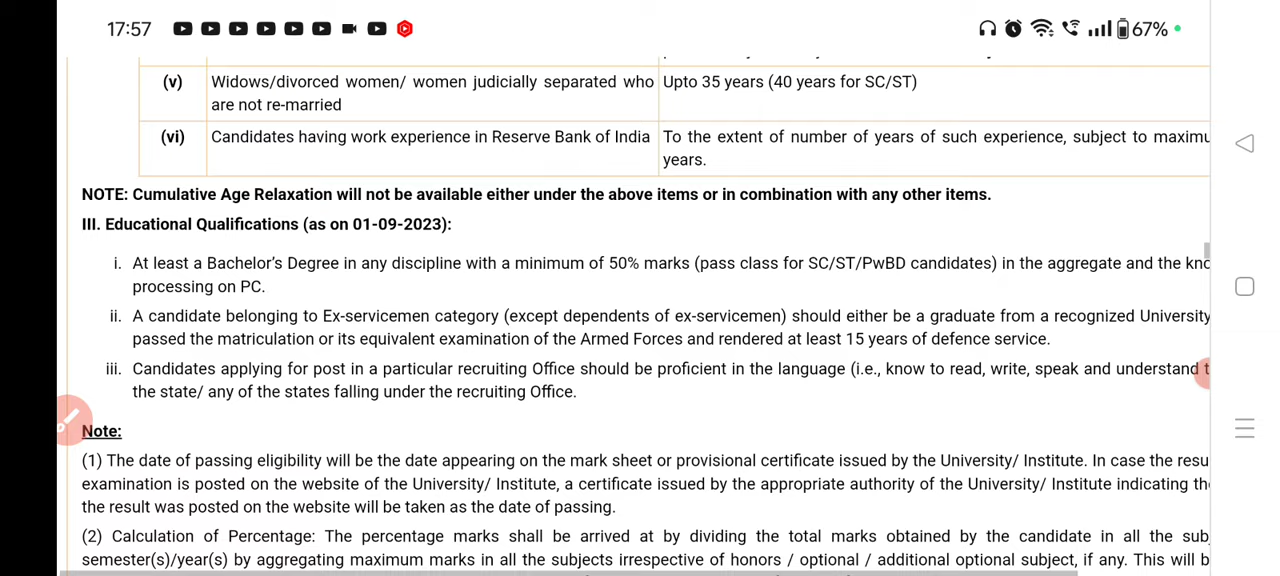 17:57
67%
(v) Widows/divorced women/ women judicially separated who Upto 35 years (40 years for SC/ST)
are not re-married
(vi) Candidates having work experience in Reserve Bank of India To the extent of number of years of such experience, subject to maximu
years.
NOTE: Cumulative Age Relaxation will not be available either under the above items or in combination with any other items.
III. Educational Qualifications (as on 01-09-2023):
i. At least a Bachelor's Degree in any discipline with a minimum of 50% marks (pass class for SC/ST/PwBD candidates) in the aggregate and the kno
processing on PC.
ii. A candidate belonging to Ex-servicemen category (except dependents of ex-servicemen) should either be a graduate from a recognized University
passed the matriculation or its equivalent examination of the Armed Forces and rendered at least 15 years of defence service.
iii. Candidates applying for post in a particular recruiting Office should be proficient in the language (i.e., know to read, write, speak and understand t
the state/ any of the states falling under the recruiting Office.
Note:
(1) The date of passing eligibility will be the date appearing on the mark sheet or provisional certificate issued by the University/ Institute. In case the resu
examination is posted on the website of the University/ Institute, a certificate issued by the appropriate authority of the University/ Institute indicating the
the result was posted on the website will be taken as the date of passing.
(2) Calculation of Percentage: The percentage marks shall be arrived at by dividing the total marks obtained by the candidate in all the sub
semester(s)/year(s) by aggregating maximum marks in all the subjects irrespective of honors / optional / additional optional subject, if any. This will b